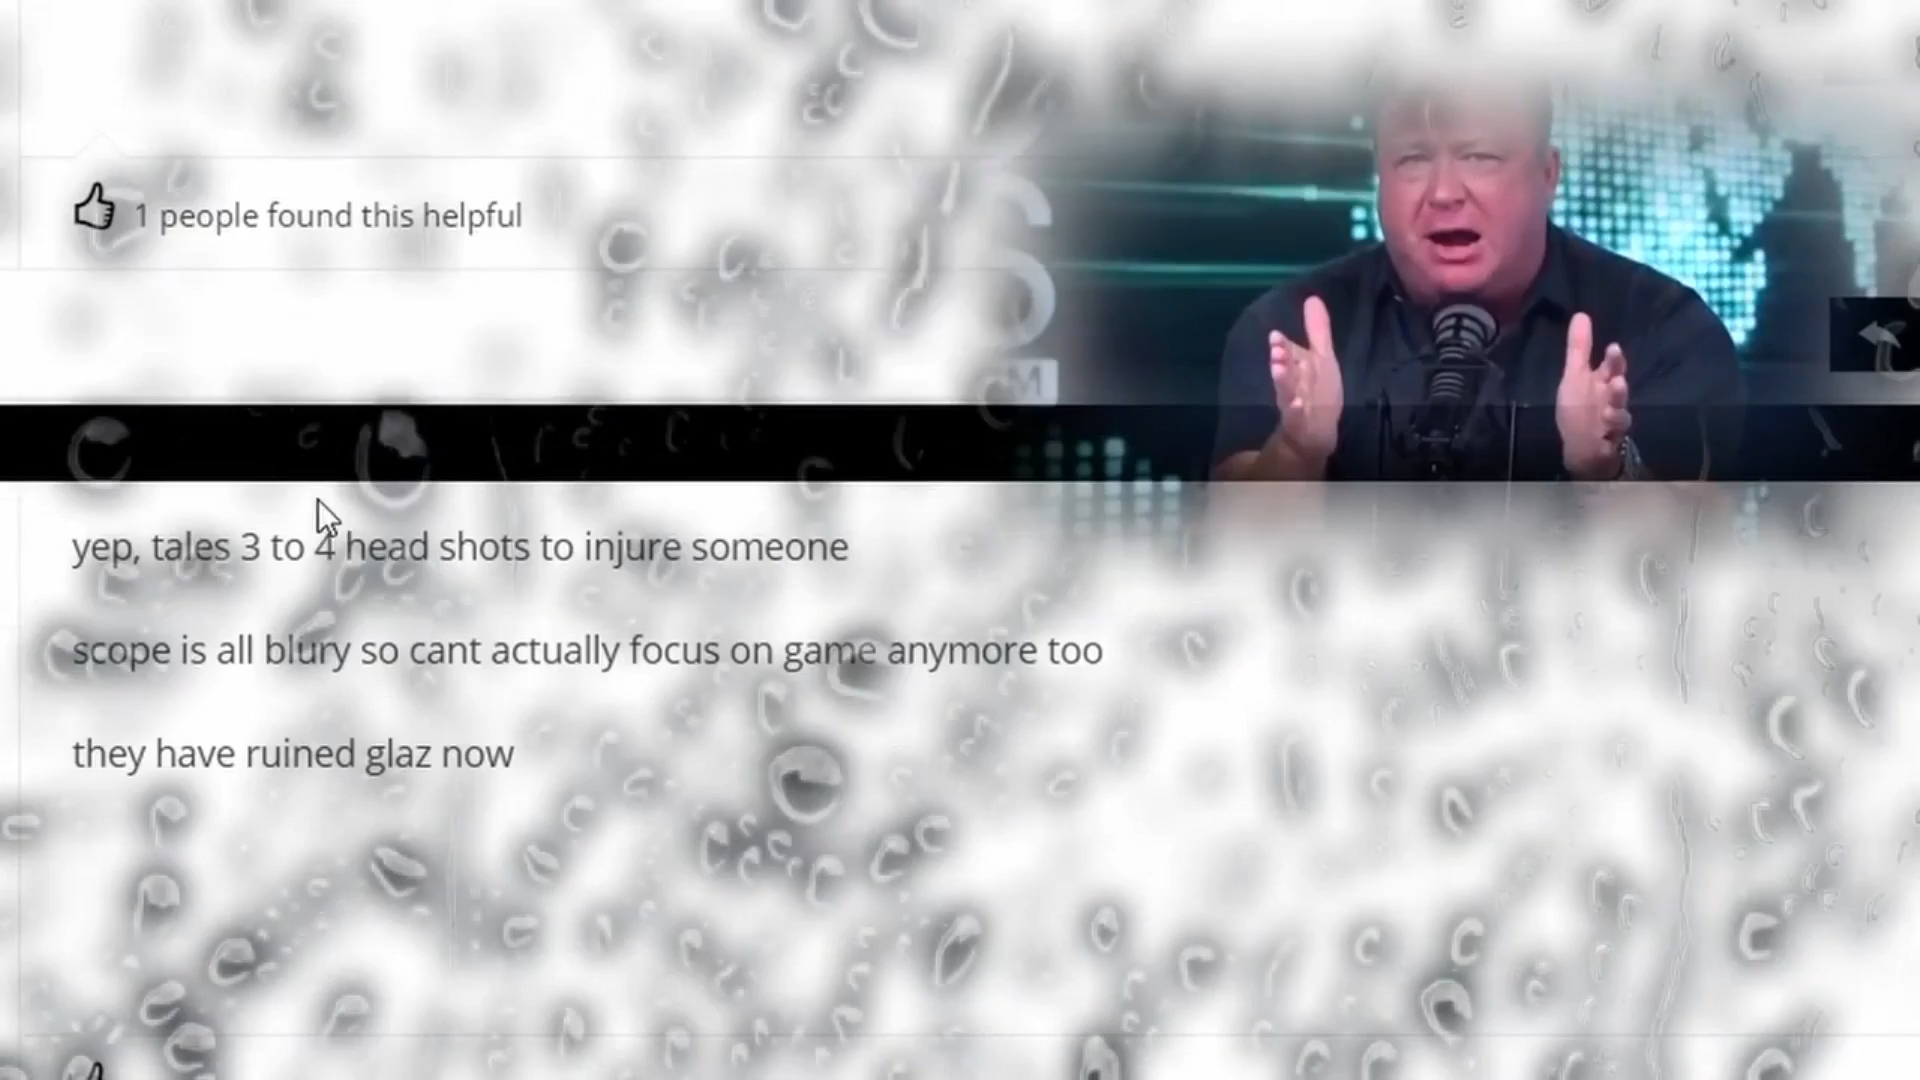 1 people found this helpful
yep, tales 3 to 4 head shots to injure someone
scope is all blury so cant actually focus on game anymore too
they have ruined glaz now